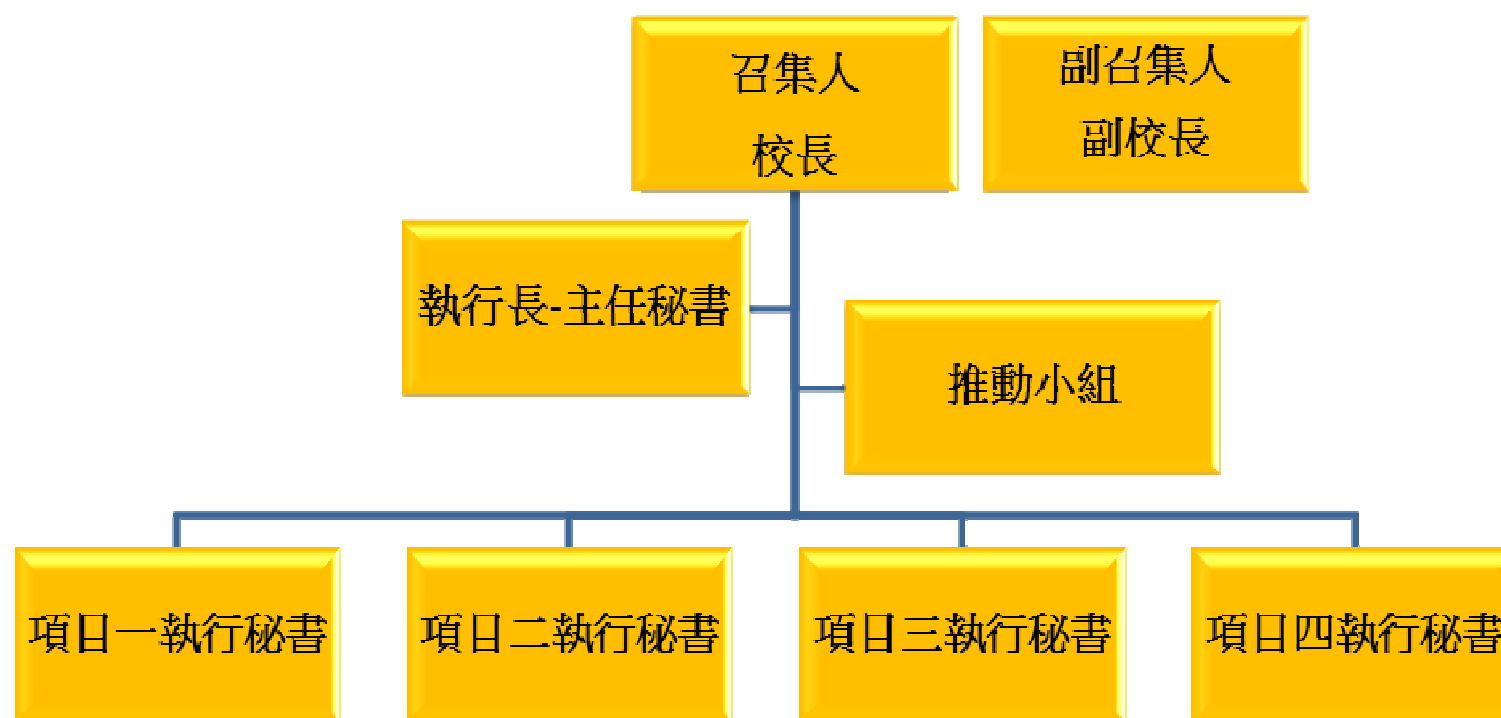 召集人
校長
副召集人
副校長
執行長-主任秘書
推動小組
項目一執行秘書
項目二執行秘書
項目三執行秘書
項目四執行秘書